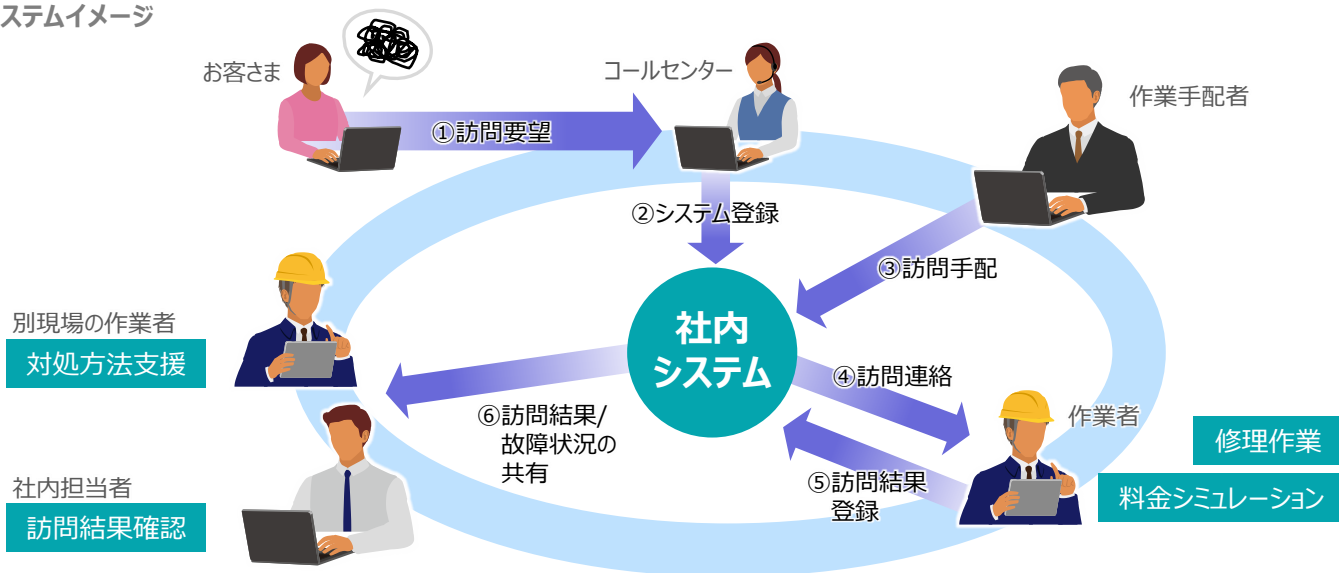 ステムイメージ
お客さま
コールセンター
作業手配者
①訪問要望
②システム登録
③訪問手配
別現場の作業者
対処方法支援
社内
システム
④訪問連絡
作業者
修理作業
⑥訪問結果/
故障状況の
共有
⑤訪問結果
登録
料金シミュレーション
社内担当者
訪問結果確認